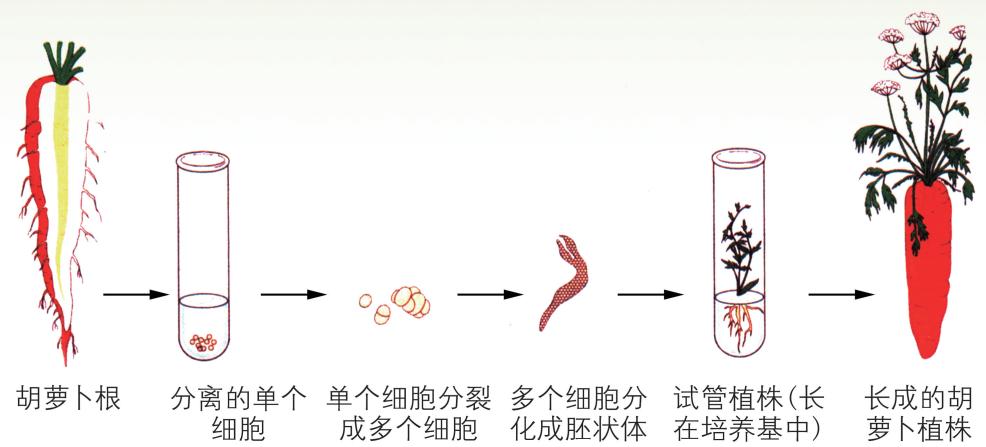 胡萝卜根
分离的单个
细胞
单个细胞分裂
成多个细胞
多个细胞分
化成胚状体
试管植株(长
在培养基中)
长成的胡
萝卜植株